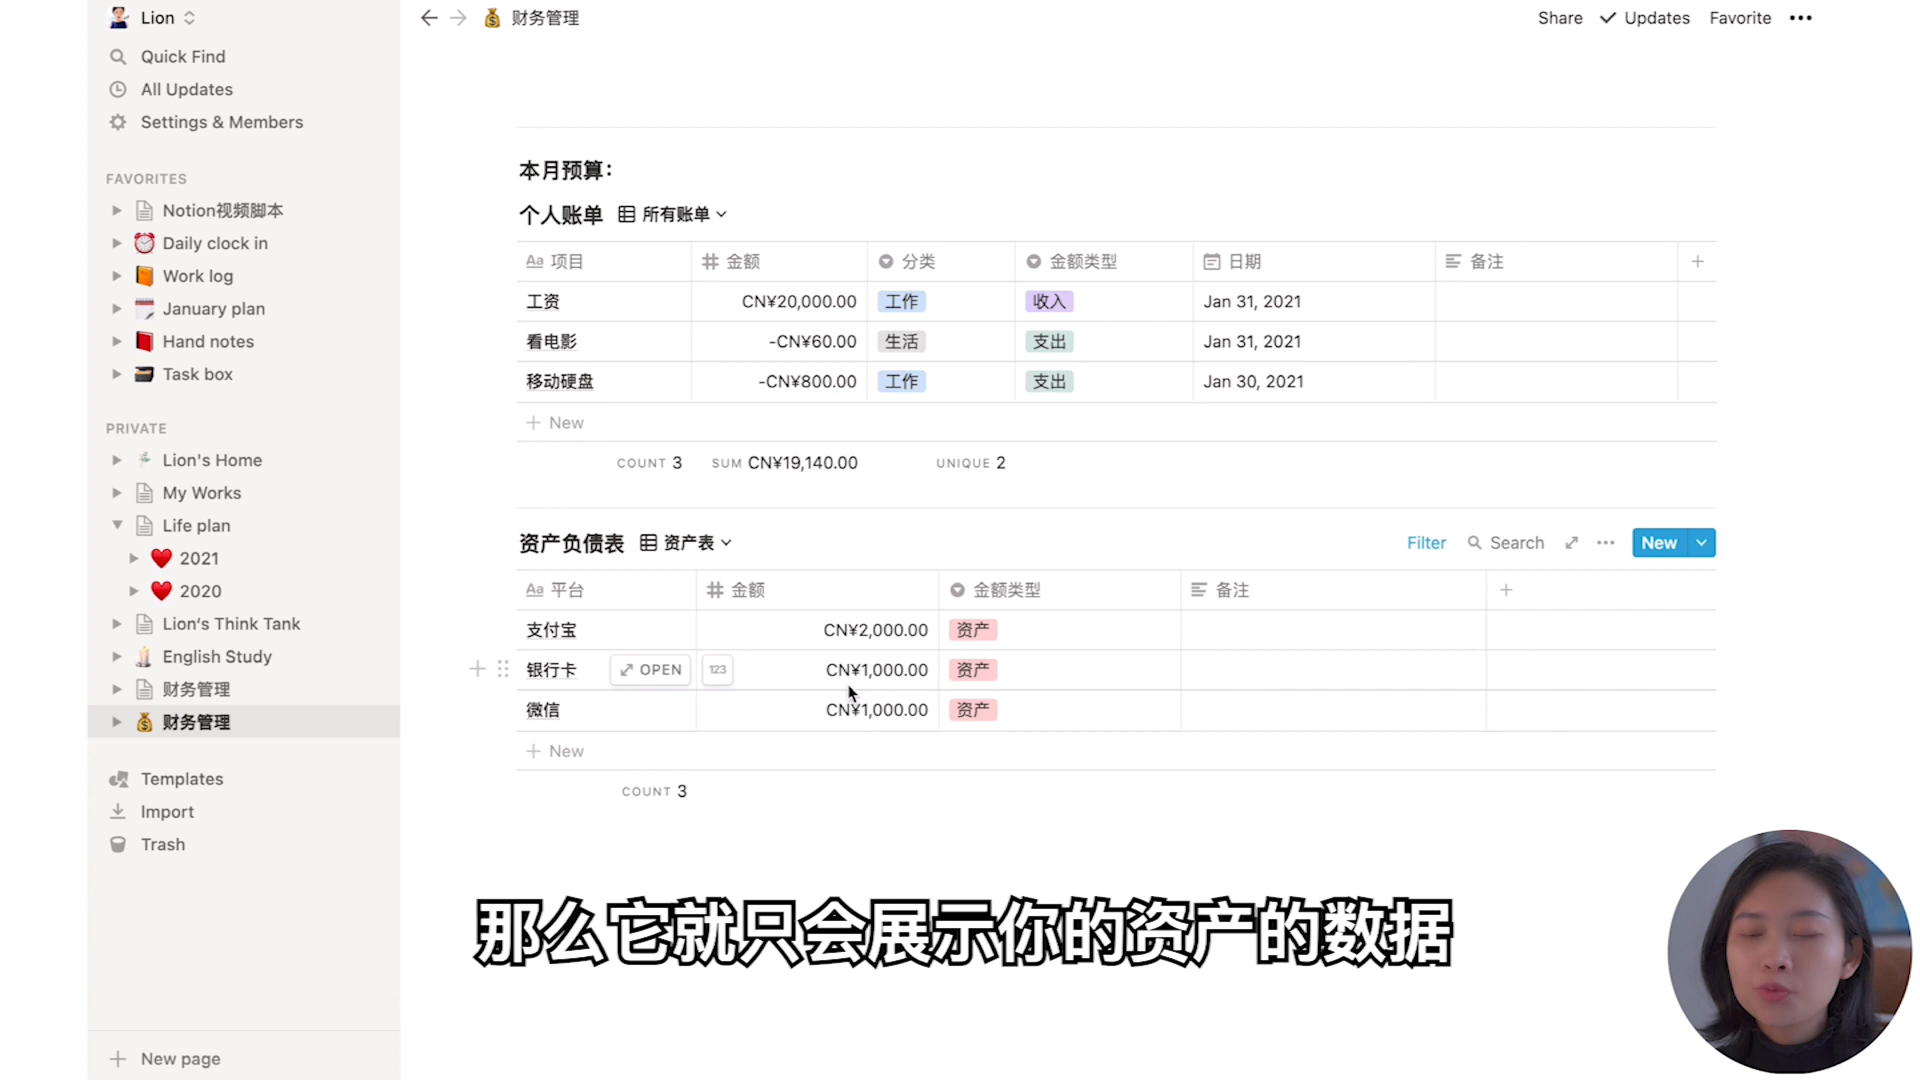 Lion
Quick Find
All Updates
Settings & Members
FAVORITES
Notion视频脚本
Daily clock in
Work log
January plan
Hand notes
Task box
PRIVATE
Lion's Home
My Works
Life plan
2021
2020
Lion‘s Think Tank
English Study
财务管理
财务管理
Templates
Import
Trash
New page
财务管理
Share Updates Favorite
本月预算：
个人账单 所有账单
Aa 项目 金额 分类 金额类型 日期 备注
工资 CN¥20,000.00 工作 收入 Jan 31, 2021
看电影 -CN¥60.00 生活 支出 Jan 31, 2021
移动硬盘 -CN¥800.00 工作 支出 Jan 30, 2021
+ New
COUNT 3 SUM CN¥19,140.00 UNIQUE 2
资产负债表 资产表 Filter Search New
Aa 平台 金额 金额类型 备注
支付宝 CN¥2,000.00 资产
银行卡 OPEN 123 CN¥1,000.00 资产
微信 CN¥1,000.00 资产
+ New
COUNT 3
那么它就只会展示你的资产的数据